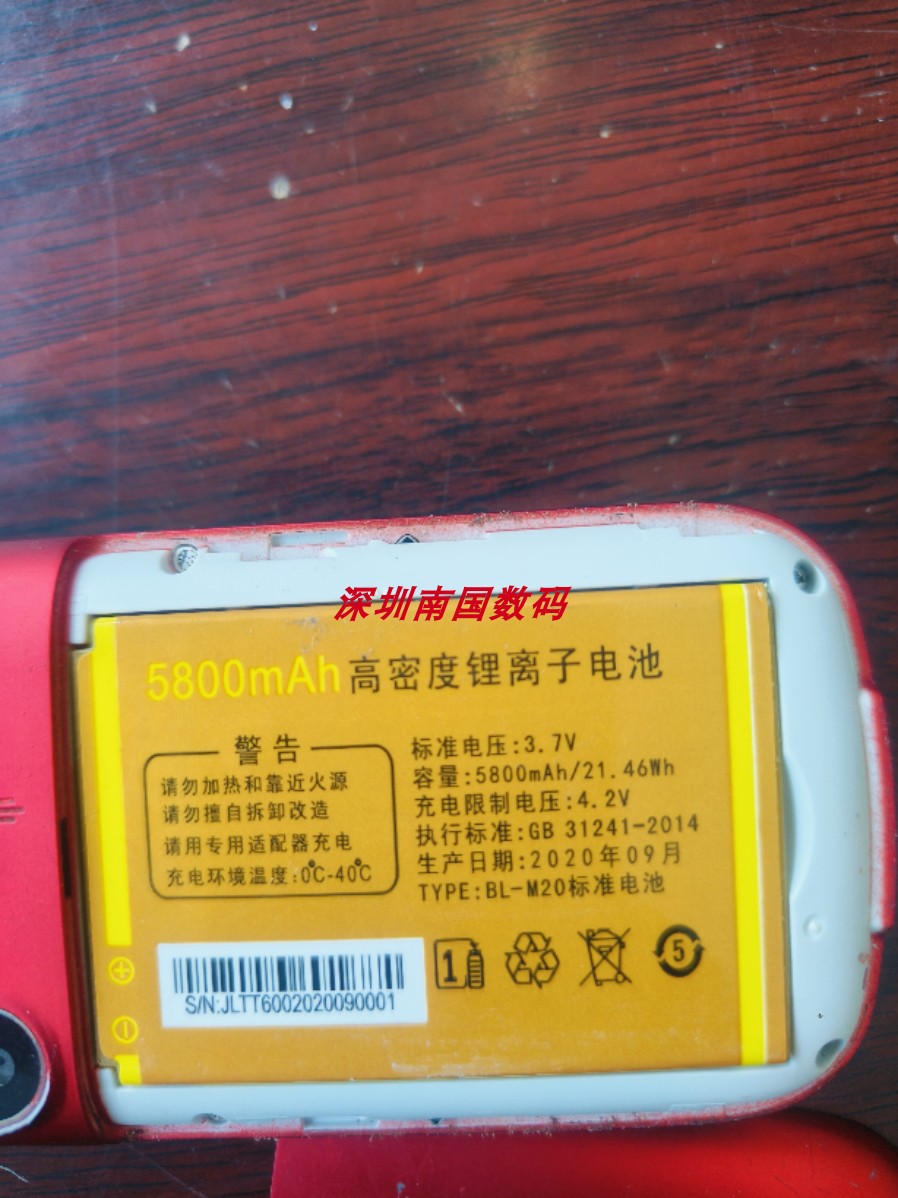 深圳南国数码
5800mAh高密度锂离子电池
警告
请勿加热和靠近火源
请勿擅自拆卸改造
请用专用适配器充电
充电环境温度:0°C-40°C
标准电压:3.7V
容量:5800mAh/21.46Wh
充电限制电压:4.2V
执行标准:GB 31241-2014
生产日期:2020年09月
TYPE:BL-M20标准电池
S/N:JLTT6002020090001
1
5